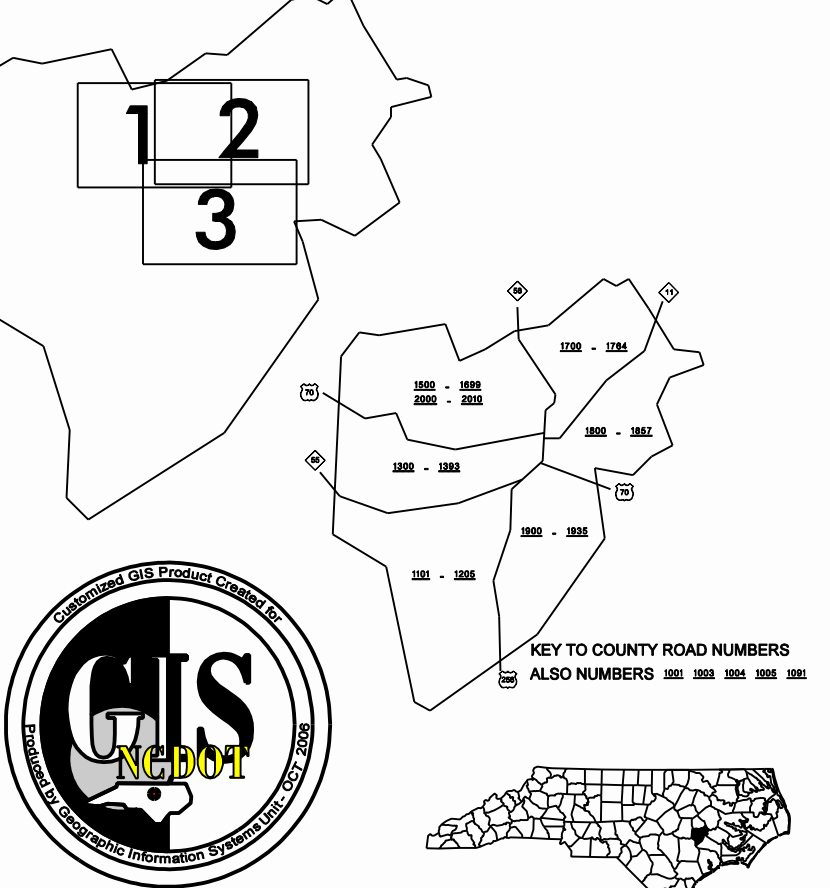 1
2
3
58
11
1700 - 1764
1500 - 1699
2000 - 2010
70
1800 - 1857
55
1300 - 1393
70
1900 - 1935
1101 - 1205
KEY TO COUNTY ROAD NUMBERS
ALSO NUMBERS 1001 1003 1004 1005 1091
258
Customized GIS Product Created for
GIS
NCDOT
Produced by Geographic Information Systems Unit - OCT 2006